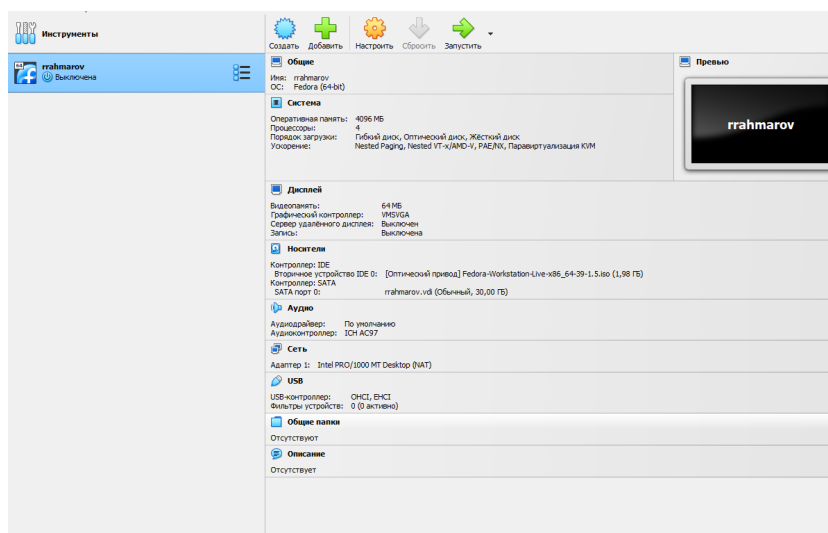 Инструменты
Создать Добавить Настроить Сбросить Запустить
64
rrahmarov
Выключена
Общие
Имя: rrahmarov
ОС: Fedora (64-bit)
Превью
rrahmarov
Система
Оперативная память: 4096 МБ
Процессоры: 4
Порядок загрузки: Гибкий диск, Оптический диск, Жёсткий диск
Ускорение: Nested Paging, Nested VT-x/AMD-V, PAE/NX, Паравиртуализация KVM
Дисплей
Видеопамять: 64 МБ
Графический контроллер: VMSVGA
Сервер удалённого дисплея: Выключен
Запись: Выключена
Носители
Контроллер: IDE
Вторичное устройство IDE 0: [Оптический привод] Fedora-Workstation-Live-x86_64-39-1.5.iso (1,98 ГБ)
Контроллер: SATA
SATA порт 0: rrahmarov.vdi (Обычный, 30,00 ГБ)
Аудио
Аудиодрайвер: По умолчанию
Аудиоконтроллер: ICH AC97
Сеть
Адаптер 1: Intel PRO/1000 MT Desktop (NAT)
USB
USB-контроллер: OHCI, EHCI
Фильтры устройств: 0 (0 активно)
Общие папки
Отсутствуют
Описание
Отсутствует